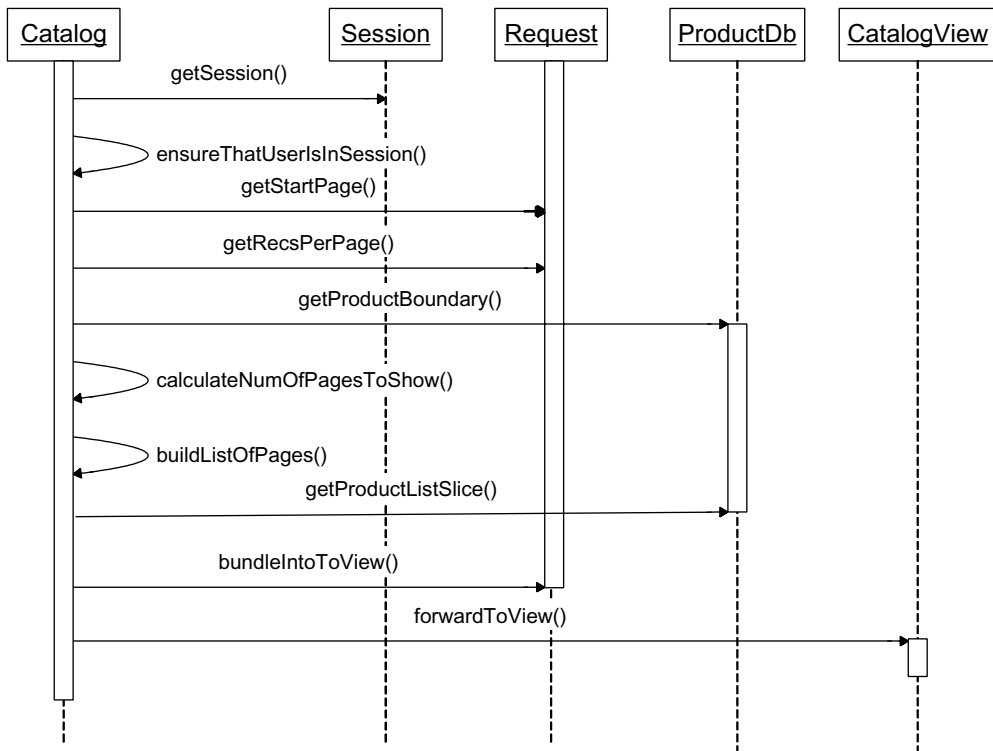 Catalog
Session
Request
ProductDb
CatalogView
getSession()
ensureThatUserIsInSession()
getStartPage()
getRecsPerPage()
getProductBoundary()
calculateNumOfPagesToShow()
buildListOfPages()
getProductListSlice()
bundleIntoToView()
forwardToView()